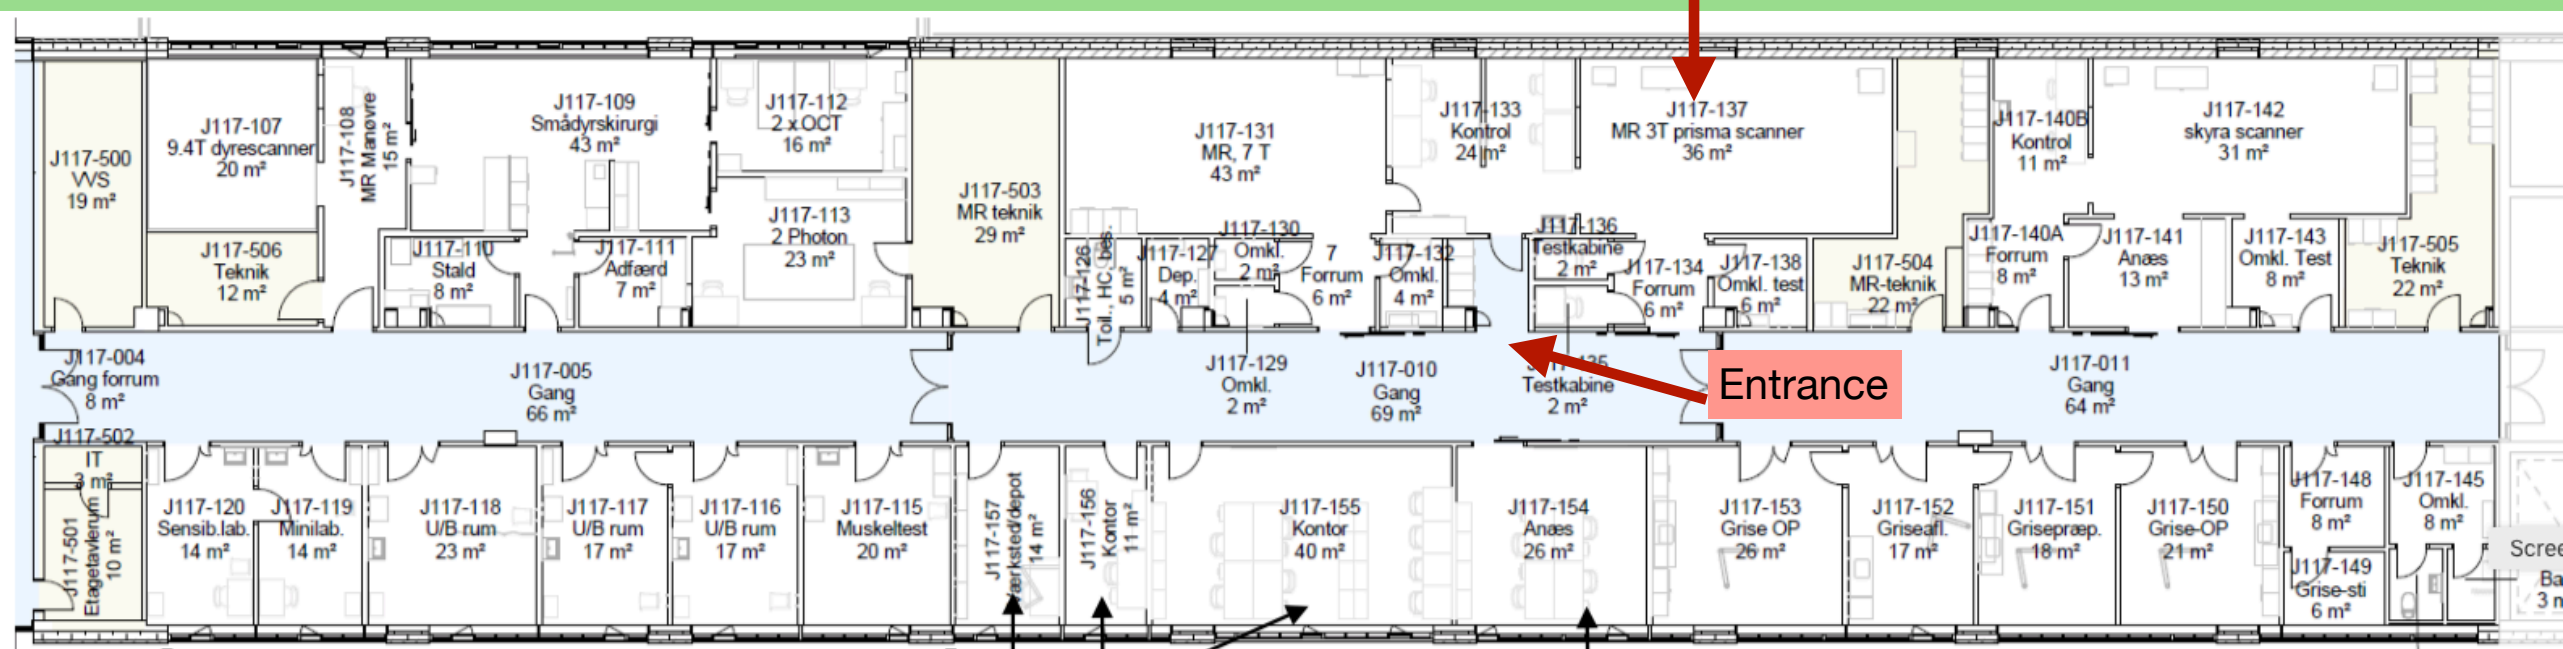 J117-500
VVS
19 m²
J117-107
9.4T dyrescanner
20 m²
J117-506
Teknik
12 m²
J117-108
MR Manøvre
15 m²
J117-109
Smådyrskirurgi
43 m²
J117-110
Stald
8 m²
J117-111
Adfærd
7 m²
J117-112
2 x OCT
16 m²
J117-113
2 Photon
23 m²
J117-503
MR teknik
29 m²
J117-131
MR, 7 T
43 m²
J117-126
Toil., HC, bes.
5 m²
J117-127
Dep.
4 m²
J117-130
Omkl.
2 m²
7
Forrum
6 m²
J117-132
Omkl.
4 m²
J117-133
Kontrol
24 m²
J117-137
MR 3T prisma scanner
36 m²
J117-136
Testkabine
2 m²
J117-134
Forrum
6 m²
J117-138
Omkl. test
6 m²
J117-504
MR-teknik
22 m²
J117-140B
Kontrol
11 m²
J117-140A
Forrum
8 m²
J117-142
skyra scanner
31 m²
J117-141
Anæs
13 m²
J117-143
Omkl. Test
8 m²
J117-505
Teknik
22 m²
J117-004
Gang forrum
8 m²
J117-005
Gang
66 m²
J117-129
Omkl.
2 m²
J117-010
Gang
69 m²
Testkabine
2 m²
Entrance
J117-011
Gang
64 m²
J117-502
IT
3 m²
J117-501
Etagetavlerum
10 m²
J117-120
Sensib.lab.
14 m²
J117-119
Minilab.
14 m²
J117-118
U/B rum
23 m²
J117-117
U/B rum
17 m²
J117-116
U/B rum
17 m²
J117-115
Muskeltest
20 m²
J117-157
Værksted/depot
14 m²
J117-156
Kontor
11 m²
J117-155
Kontor
40 m²
J117-154
Anæs
26 m²
J117-153
Grise OP
26 m²
J117-152
Griseafl.
17 m²
J117-151
Grisepræp.
18 m²
J117-150
Grise-OP
21 m²
J117-148
Forrum
8 m²
J117-149
Grise-sti
6 m²
J117-145
Omkl.
8 m²
Scree
Ba
3 m